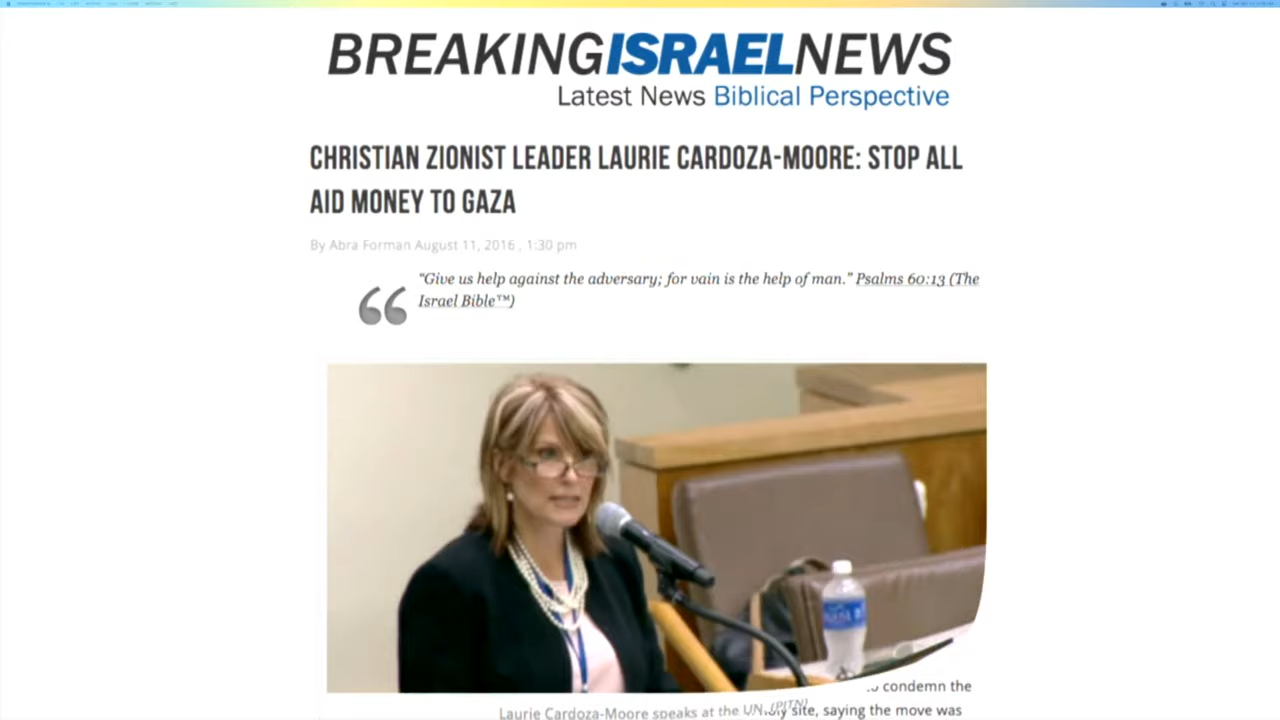 BREAKINGISRAELNEWS
Latest News Biblical Perspective
CHRISTIAN ZIONIST LEADER LAURIE CARDOZA-MOORE: STOP ALL
AID MONEY TO GAZA
By Abra Forman August 11, 2016 , 1:30 pm
“Give us help against the adversary; for vain is the help of man.” Psalms 60:13 (The
Israel Bible™)
condemn the
Laurie Cardoza-Moore speaks at the UN. (PITN)
site, saying the move was